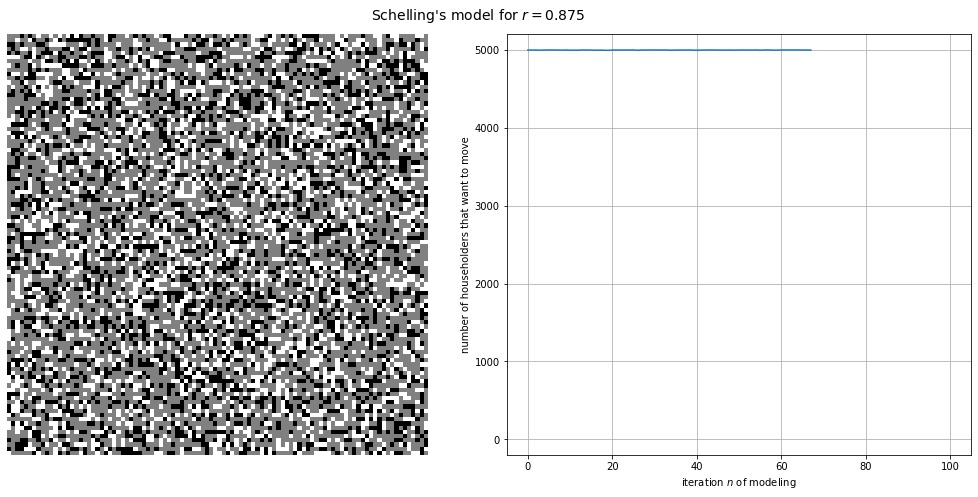 Schelling's model for r = 0.875
number of householders that want to move
5000
4000
3000
2000
1000
0
0 20 40 60 80 100
iteration n of modeling